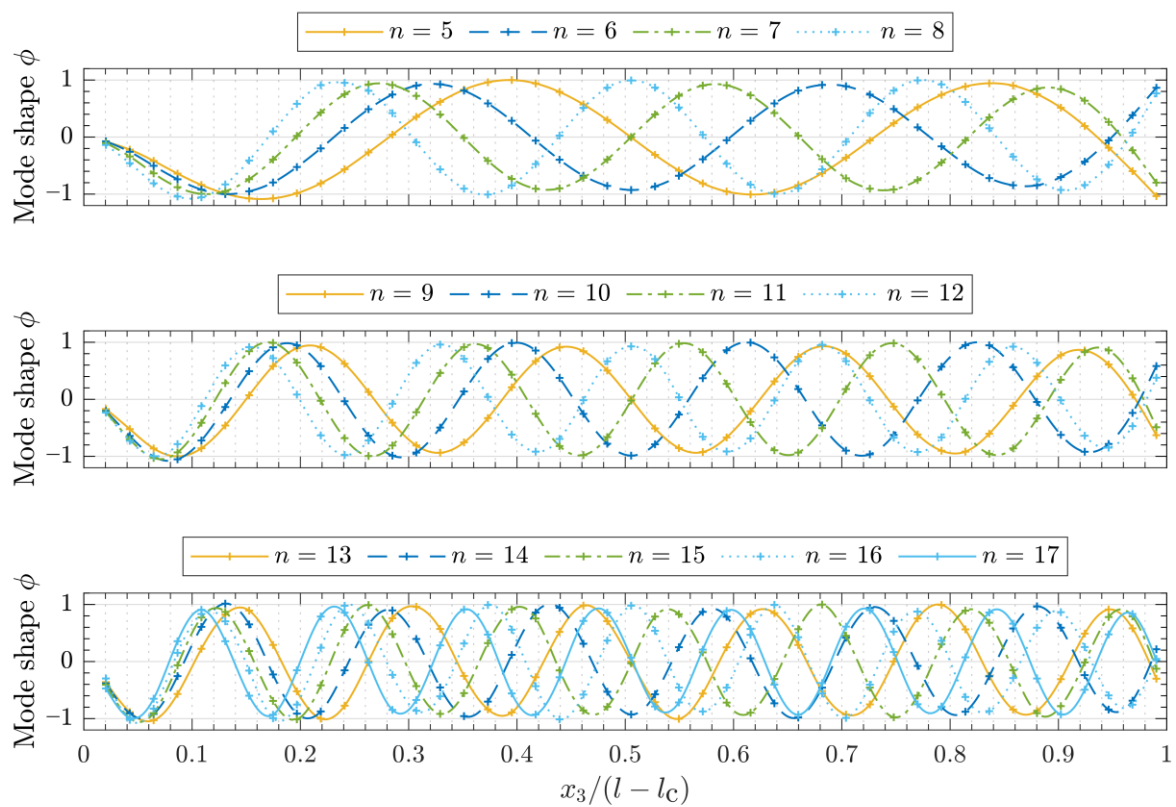 n = 5 n = 6 n = 7 n = 8
Mode shape ϕ
1
0
−1
n = 9 n = 10 n = 11 n = 12
Mode shape ϕ
1
0
−1
n = 13 n = 14 n = 15 n = 16 n = 17
Mode shape ϕ
1
0
−1
0 0.1 0.2 0.3 0.4 0.5 0.6 0.7 0.8 0.9 1
x₃/(l − l_C)